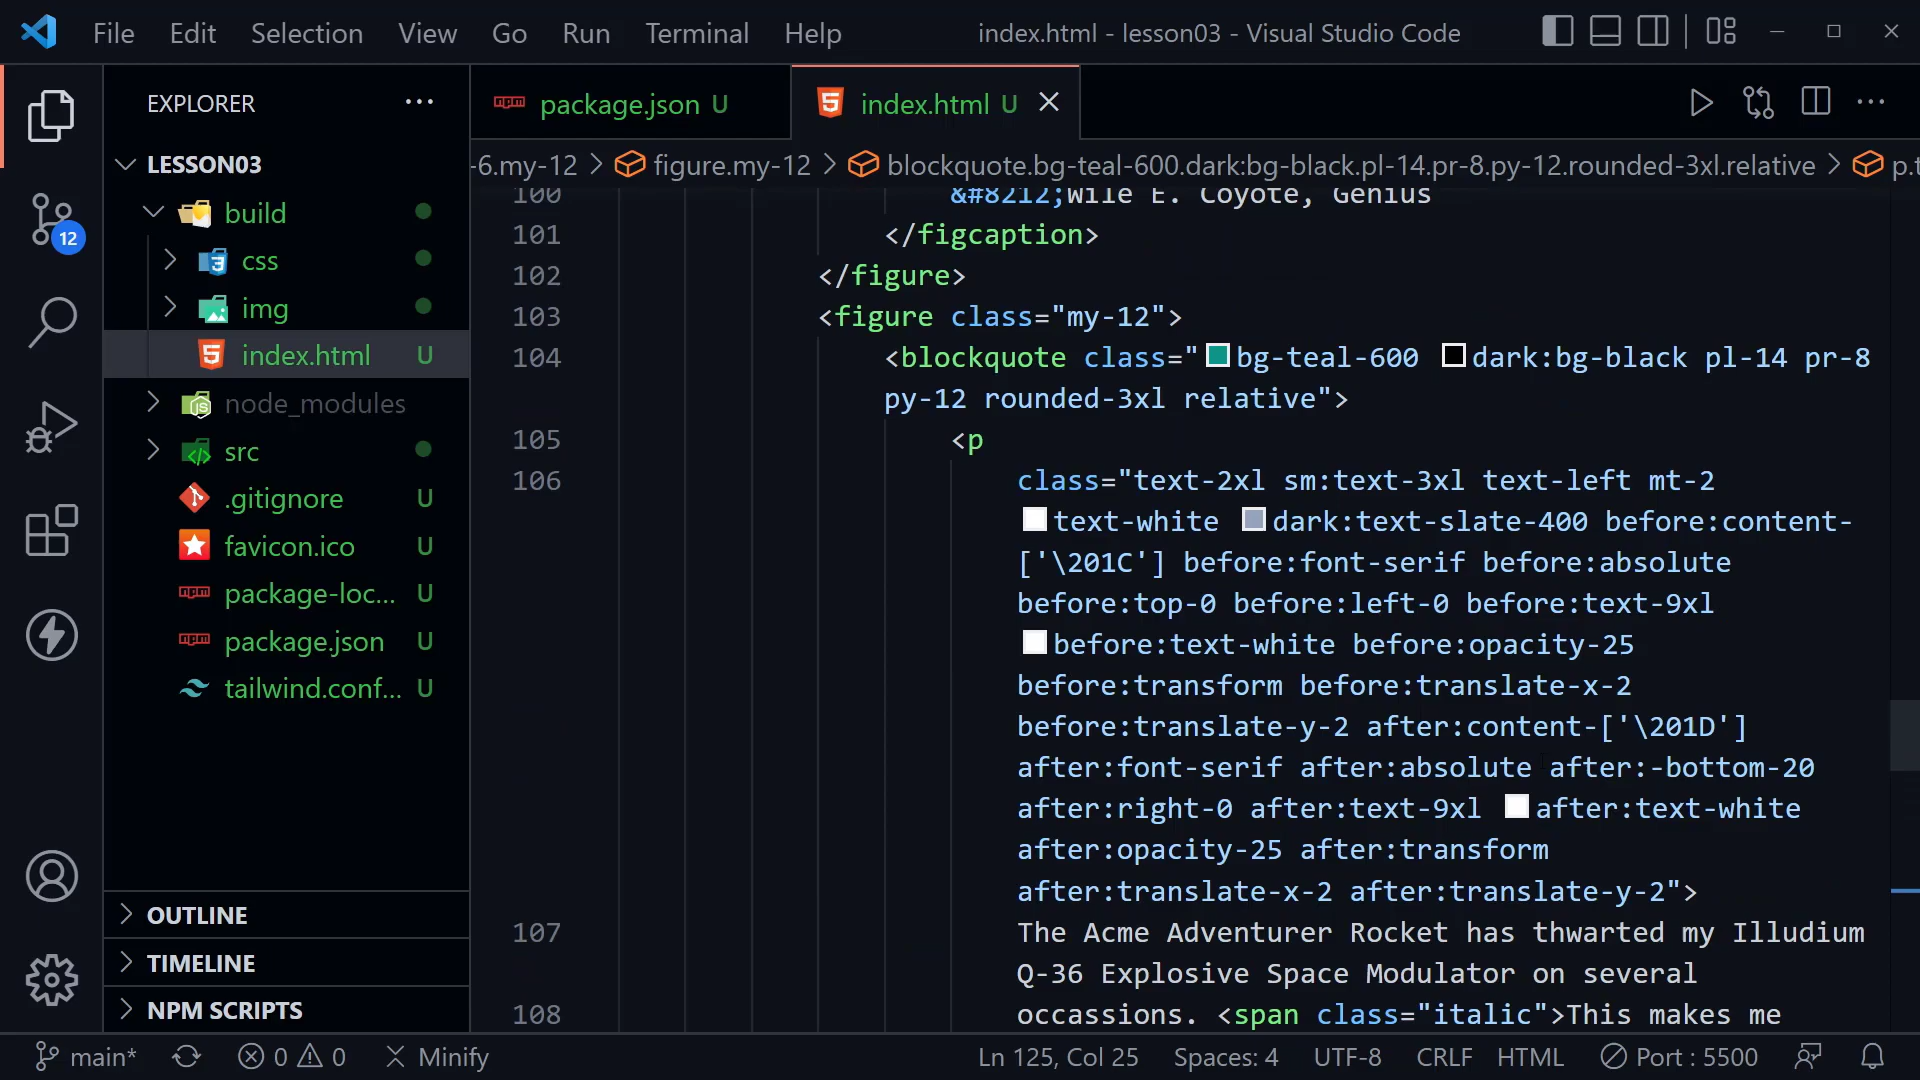 File Edit Selection View Go Run Terminal Help
index.html - lesson03 - Visual Studio Code
EXPLORER
LESSON03
build
css
img
index.html U
node_modules
src
.gitignore U
favicon.ico U
package-loc... U
package.json U
tailwind.conf... U
OUTLINE
TIMELINE
NPM SCRIPTS
12
package.json U
index.html U
-6.my-12 > figure.my-12 > blockquote.bg-teal-600.dark:bg-black.pl-14.pr-8.py-12.rounded-3xl.relative > p.t
100 &#8212;Wile E. Coyote, Genius
101 </figcaption>
102 </figure>
103 <figure class="my-12">
104 <blockquote class="bg-teal-600 dark:bg-black pl-14 pr-8
py-12 rounded-3xl relative">
105 <p
106 class="text-2xl sm:text-3xl text-left mt-2
text-white dark:text-slate-400 before:content-
['\201C'] before:font-serif before:absolute
before:top-0 before:left-0 before:text-9xl
before:text-white before:opacity-25
before:transform before:translate-x-2
before:translate-y-2 after:content-['\201D']
after:font-serif after:absolute after:-bottom-20
after:right-0 after:text-9xl after:text-white
after:opacity-25 after:transform
after:translate-x-2 after:translate-y-2">
107 The Acme Adventurer Rocket has thwarted my Illudium
Q-36 Explosive Space Modulator on several
108 occassions. <span class="italic">This makes me
main* 0 0 Minify
Ln 125, Col 25 Spaces: 4 UTF-8 CRLF HTML Port : 5500